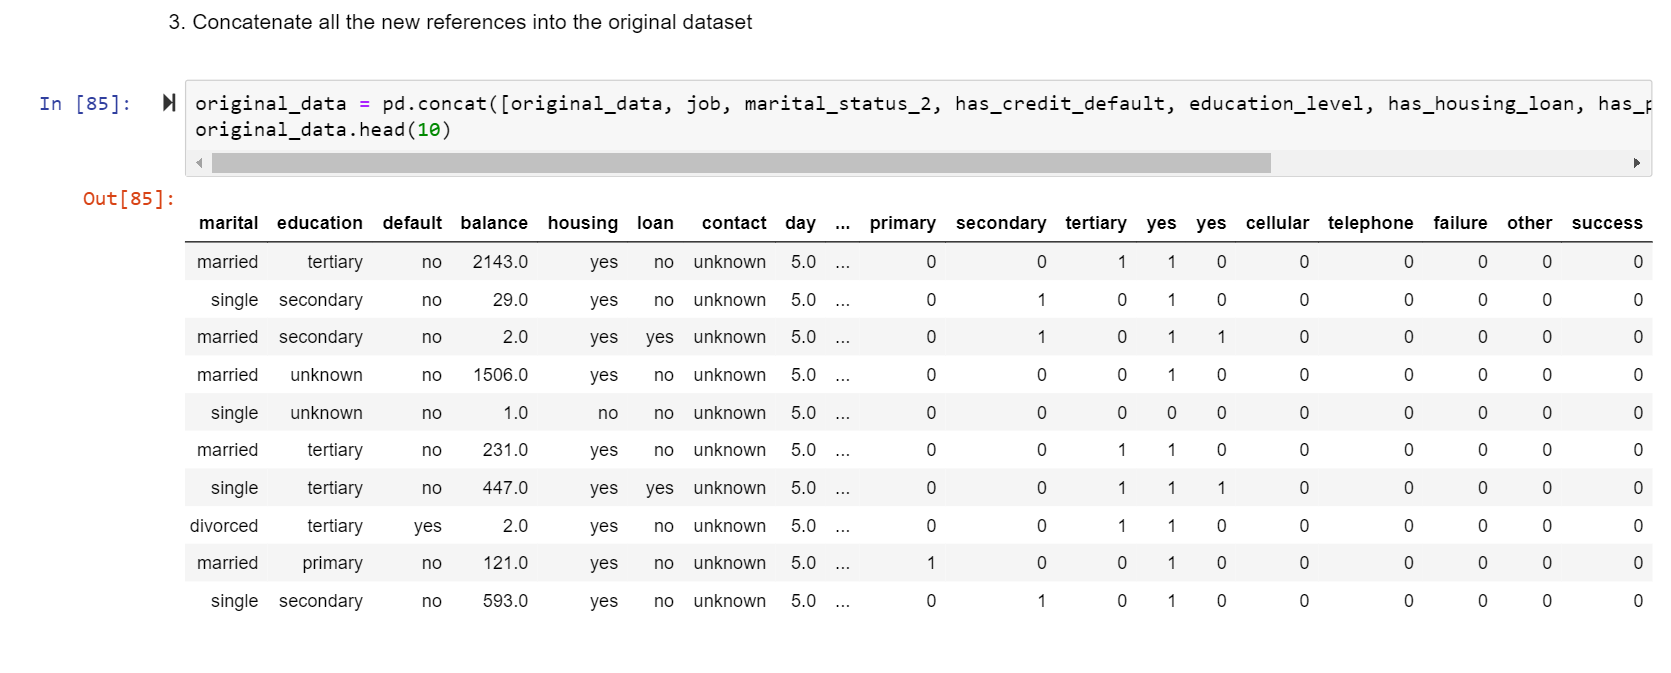 3. Concatenate all the new references into the original dataset
In [85]:
original_data = pd.concat([original_data, job, marital_status_2, has_credit_default, education_level, has_housing_loan, has_p
original_data.head(10)
Out[85]:
marital education default balance housing loan contact day ... primary secondary tertiary yes yes cellular telephone failure other success
married tertiary no 2143.0 yes no unknown 5.0 ... 0 0 1 1 0 0 0 0 0 0
single secondary no 29.0 yes no unknown 5.0 ... 0 1 0 1 0 0 0 0 0 0
married secondary no 2.0 yes yes unknown 5.0 ... 0 1 0 1 1 0 0 0 0 0
married unknown no 1506.0 yes no unknown 5.0 ... 0 0 0 1 0 0 0 0 0 0
single unknown no 1.0 no no unknown 5.0 ... 0 0 0 0 0 0 0 0 0 0
married tertiary no 231.0 yes no unknown 5.0 ... 0 0 1 1 0 0 0 0 0 0
single tertiary no 447.0 yes yes unknown 5.0 ... 0 0 1 1 1 0 0 0 0 0
divorced tertiary yes 2.0 yes no unknown 5.0 ... 0 0 1 1 0 0 0 0 0 0
married primary no 121.0 yes no unknown 5.0 ... 1 0 0 1 0 0 0 0 0 0
single secondary no 593.0 yes no unknown 5.0 ... 0 1 0 1 0 0 0 0 0 0